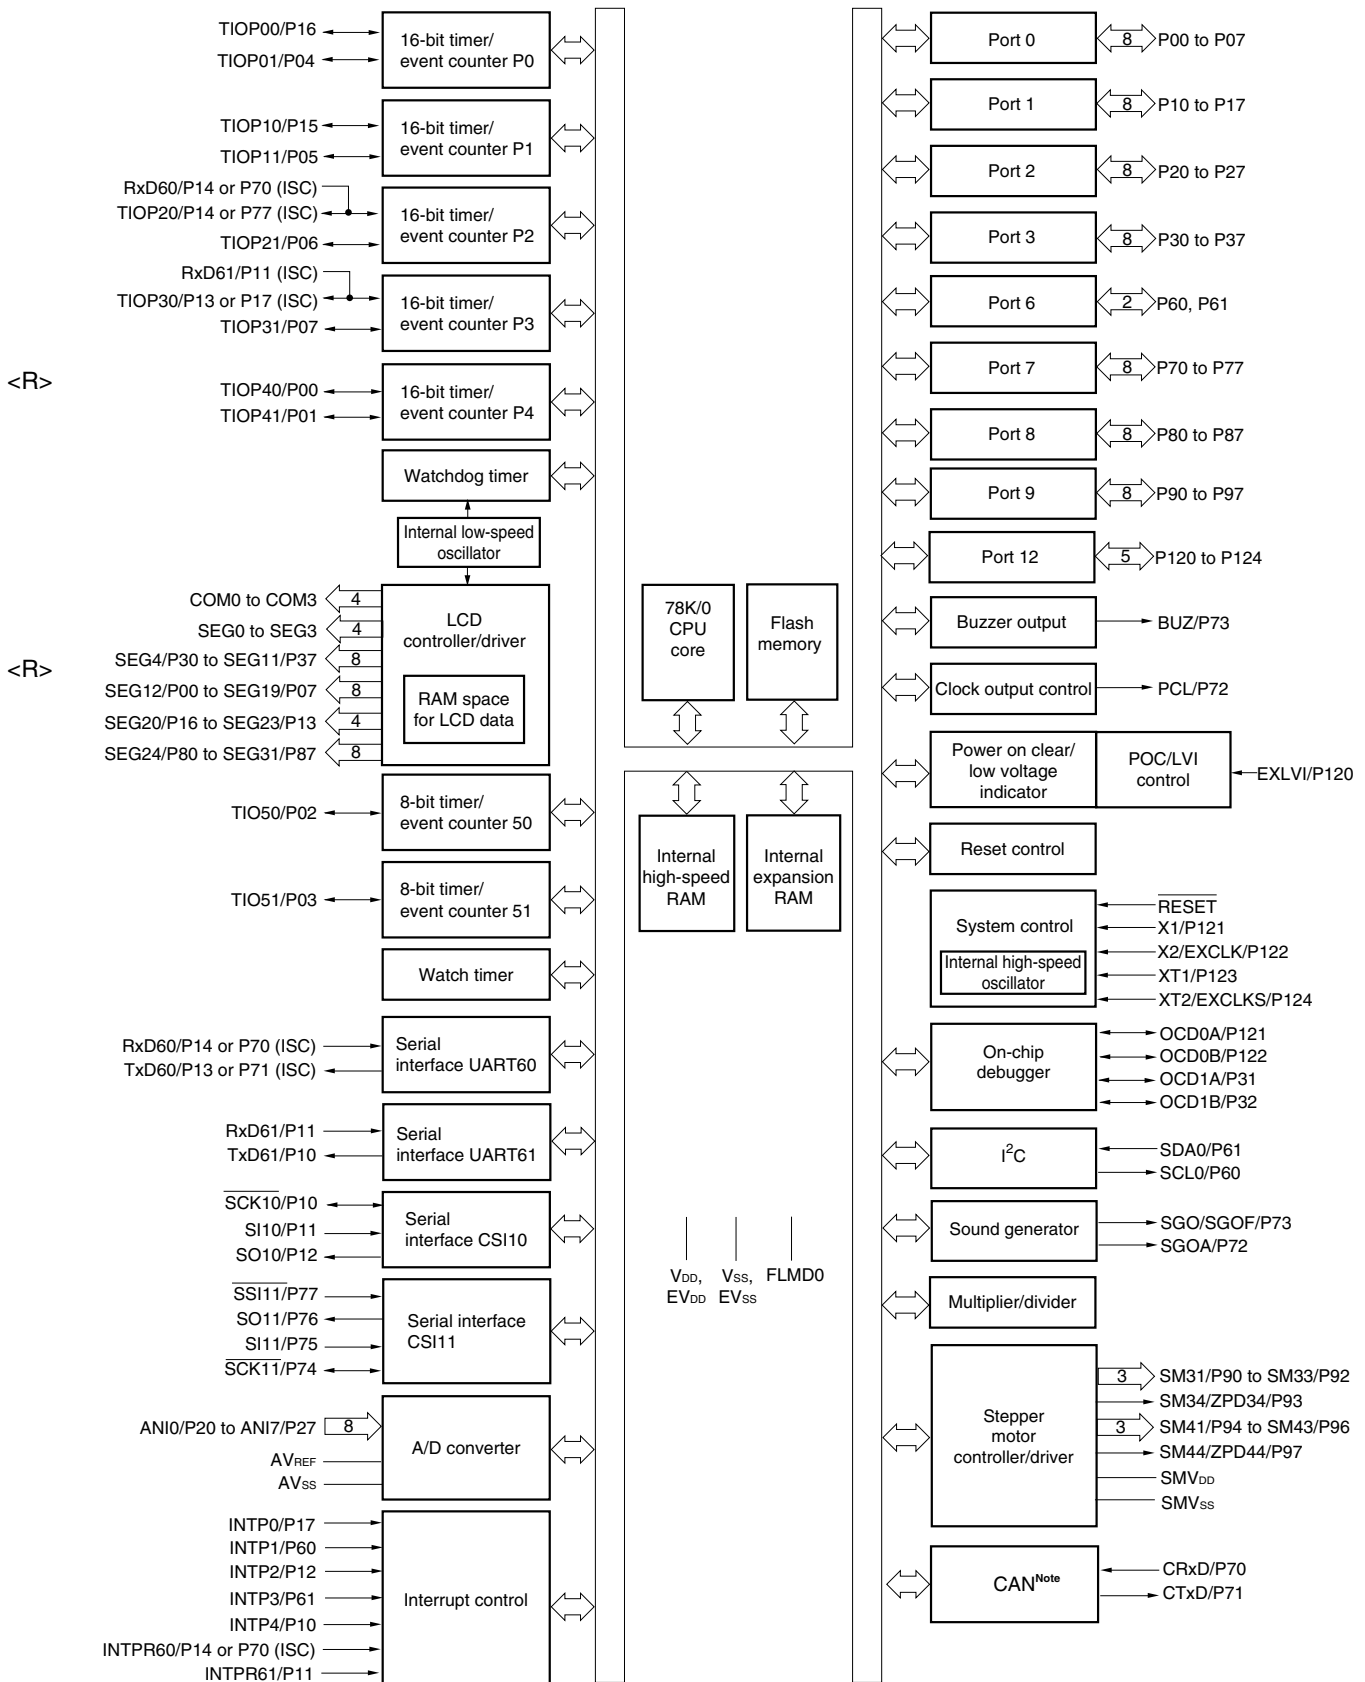 TIOP00/P16
TIOP01/P04
16-bit timer/
event counter P0
TIOP10/P15
TIOP11/P05
16-bit timer/
event counter P1
RxD60/P14 or P70 (ISC)
TIOP20/P14 or P77 (ISC)
TIOP21/P06
16-bit timer/
event counter P2
RxD61/P11 (ISC)
TIOP30/P13 or P17 (ISC)
TIOP31/P07
16-bit timer/
event counter P3
<R>
TIOP40/P00
TIOP41/P01
16-bit timer/
event counter P4
Watchdog timer
Internal low-speed
oscillator
COM0 to COM3
4
SEG0 to SEG3
4
<R>
SEG4/P30 to SEG11/P37
8
SEG12/P00 to SEG19/P07
8
SEG20/P16 to SEG23/P13
4
SEG24/P80 to SEG31/P87
8
LCD
controller/driver
RAM space
for LCD data
TIO50/P02
8-bit timer/
event counter 50
TIO51/P03
8-bit timer/
event counter 51
Watch timer
RxD60/P14 or P70 (ISC)
TxD60/P13 or P71 (ISC)
Serial
interface UART60
RxD61/P11
TxD61/P10
Serial
interface UART61
SCK10/P10
SI10/P11
SO10/P12
Serial
interface CSI10
SSI11/P77
SO11/P76
SI11/P75
SCK11/P74
Serial interface
CSI11
ANI0/P20 to ANI7/P27
8
AVREF
AVSS
A/D converter
INTP0/P17
INTP1/P60
INTP2/P12
INTP3/P61
INTP4/P10
INTPR60/P14 or P70 (ISC)
INTPR61/P11
Interrupt control
78K/0
CPU
core
Flash
memory
Internal
high-speed
RAM
Internal
expansion
RAM
VDD,
EVDD
VSS,
EVSS
FLMD0
Port 0
8
P00 to P07
Port 1
8
P10 to P17
Port 2
8
P20 to P27
Port 3
8
P30 to P37
Port 6
2
P60, P61
Port 7
8
P70 to P77
Port 8
8
P80 to P87
Port 9
8
P90 to P97
Port 12
5
P120 to P124
Buzzer output
BUZ/P73
Clock output control
PCL/P72
Power on clear/
low voltage
indicator
POC/LVI
control
EXLVI/P120
Reset control
System control
Internal high-speed
oscillator
RESET
X1/P121
X2/EXCLK/P122
XT1/P123
XT2/EXCLKS/P124
On-chip
debugger
OCD0A/P121
OCD0B/P122
OCD1A/P31
OCD1B/P32
I2C
SDA0/P61
SCL0/P60
Sound generator
SGO/SGOF/P73
SGOA/P72
Multiplier/divider
Stepper
motor
controller/driver
3
SM31/P90 to SM33/P92
SM34/ZPD34/P93
3
SM41/P94 to SM43/P96
SM44/ZPD44/P97
SMVDD
SMVSS
CANNote
CRxD/P70
CTxD/P71